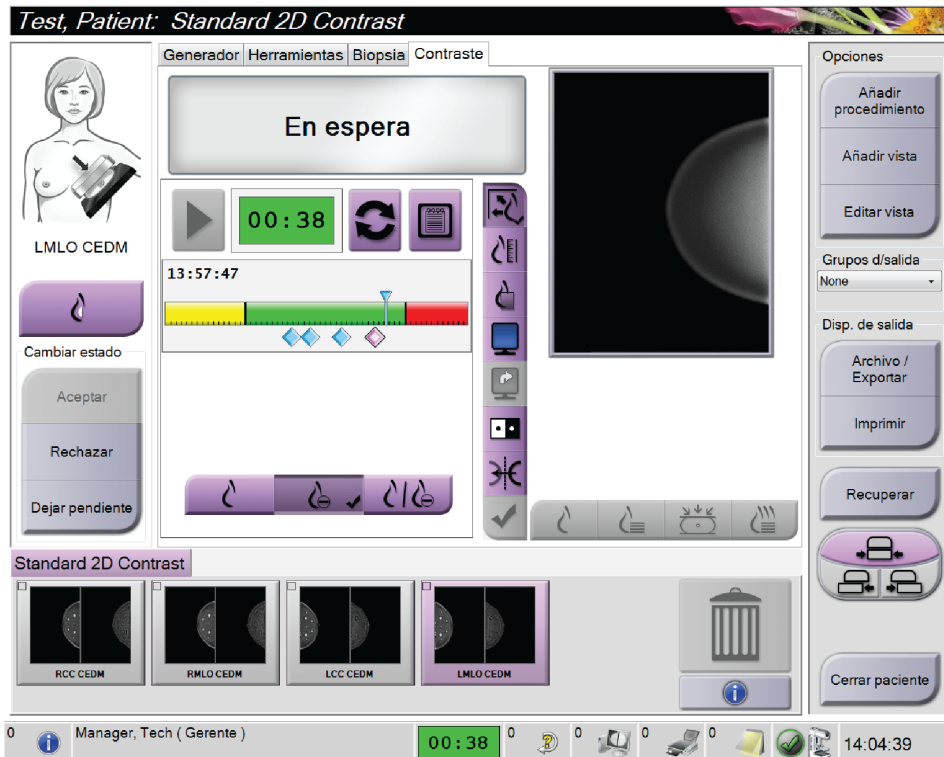 Test, Patient: Standard 2D Contrast
Generador
Herramientas
Biopsia
Contraste
En espera
00:38
13:57:47
LMLO CEDM
Cambiar estado
Aceptar
Rechazar
Dejar pendiente
Opciones
Añadir
procedimiento
Añadir vista
Editar vista
Grupos d/salida
None
Disp. de salida
Archivo /
Exportar
Imprimir
Recuperar
Cerrar paciente
Standard 2D Contrast
RCC CEDM
RMLO CEDM
LCC CEDM
LMLO CEDM
0
Manager, Tech ( Gerente )
00:38
0
0
0
0
14:04:39